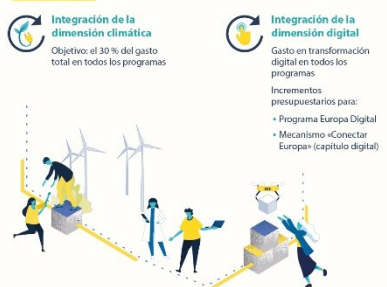 Integración de la
dimensión climática
Objetivo: el 30 % del gasto
total en todos los programas
Integración de la
dimensión digital
Gasto en transformación
digital en todos los
programas
Incrementos
presupuestarios para:
• Programa Europa Digital
• Mecanismo «Conectar
Europa» (capítulo digital)